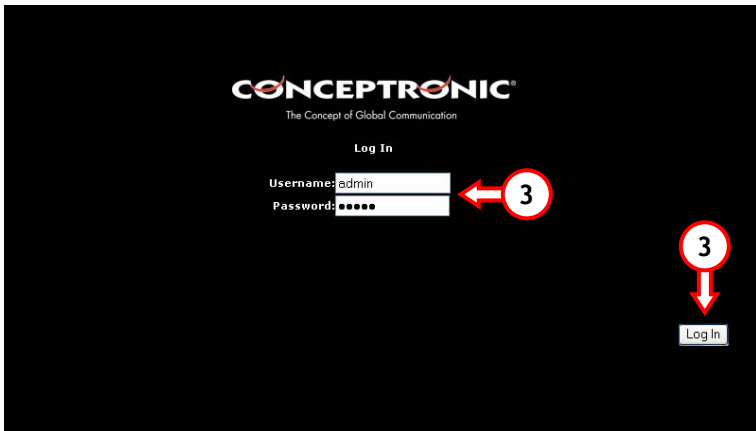 CONCEPTRONIC®
The Concept of Global Communication
Log In
Username: admin
3
Password: •••••
3
Log In